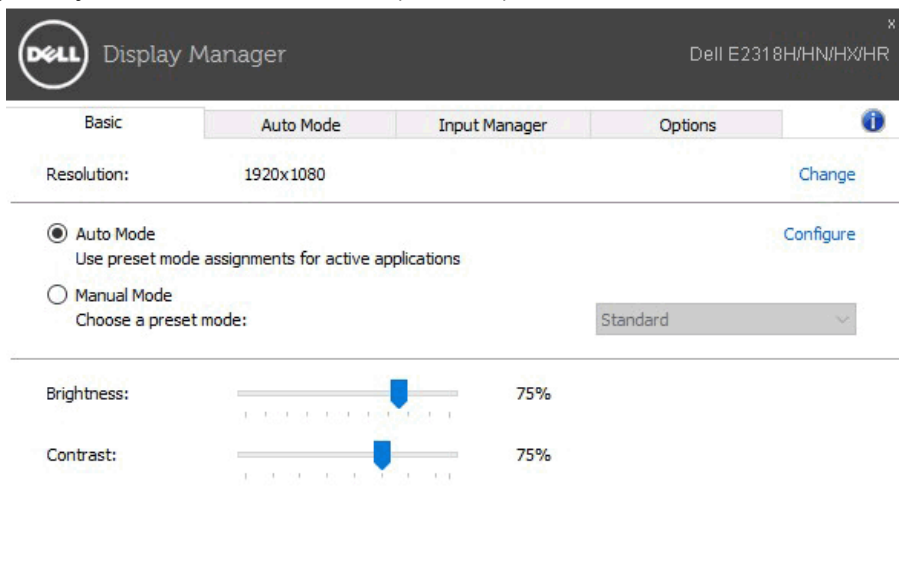 DELL Display Manager
x
Dell E2318H/HN/HX/HR
Basic Auto Mode Input Manager Options i
Resolution: 1920x1080 Change
Auto Mode Configure
Use preset mode assignments for active applications
Manual Mode
Choose a preset mode: Standard
Brightness: 75%
Contrast: 75%